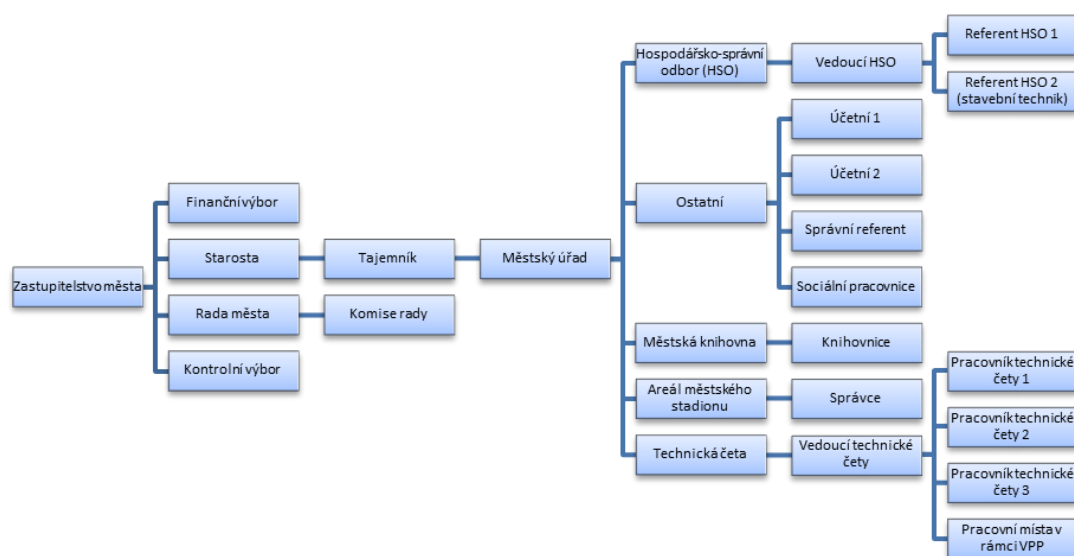 Zastupitelstvo města
Finanční výbor
Starosta
Rada města
Kontrolní výbor
Tajemník
Komise rady
Městský úřad
Hospodářsko-správní
odbor (HSO)
Ostatní
Městská knihovna
Areál městského
stadionu
Technická četa
Vedoucí HSO
Účetní 1
Účetní 2
Správní referent
Sociální pracovnice
Knihovnice
Správce
Vedoucí technické
čety
Referent HSO 1
Referent HSO 2
(stavební technik)
Pracovník technické
čety 1
Pracovník technické
čety 2
Pracovník technické
čety 3
Pracovní místa v
rámci VPP